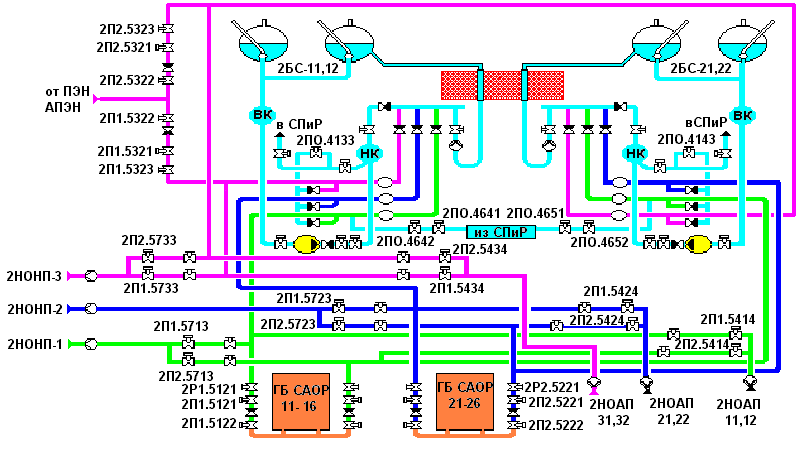 2П2.5323
2П2.5321
2П2.5322
от ПЭН
АПЭН
2П1.5322
2П1.5321
2П1.5323
2БС-11,12
2БС-21,22
ВК
в СПиР
2ПО.4133
НК
вСПиР
2ПО.4143
НК
ВК
2ПО.4641
2ПО.4651
из СПиР
2ПО.4642
2ПО.4652
2П2.5733
2П2.5434
2НОНП-3
2П1.5733
2П1.5434
2НОНП-2
2П1.5723
2П1.5424
2П2.5723
2П2.5424
2П1.5713
2П1.5414
2НОНП-1
2П2.5414
2П2.5713
2Р1.5121
2П1.5121
2П1.5122
ГБ САОР
11- 16
ГБ САОР
21-26
2Р2.5221
2П2.5221
2П2.5222
2НОАП
31,32
2НОАП
21,22
2НОАП
11,12